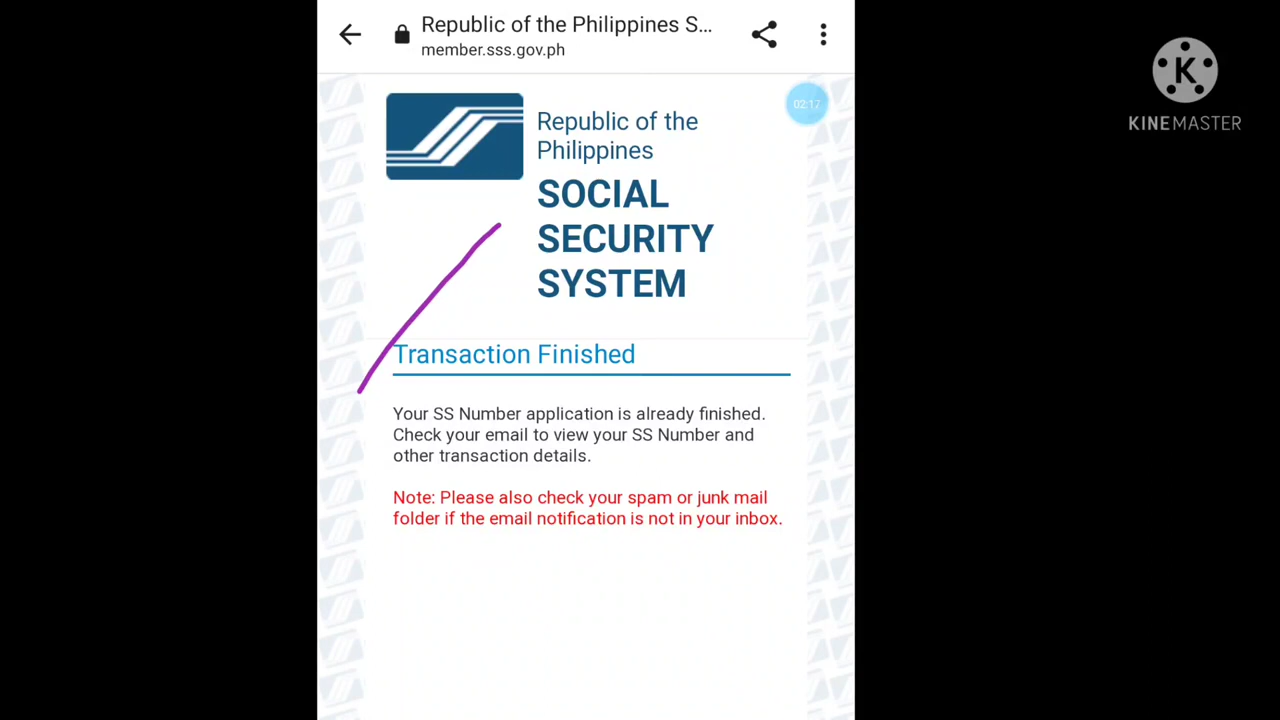 Republic of the Philippines S...
member.sss.gov.ph
02:17
K
KINEMASTER
Republic of the
Philippines
SOCIAL
SECURITY
SYSTEM
Transaction Finished
Your SS Number application is already finished.
Check your email to view your SS Number and
other transaction details.
Note: Please also check your spam or junk mail
folder if the email notification is not in your inbox.